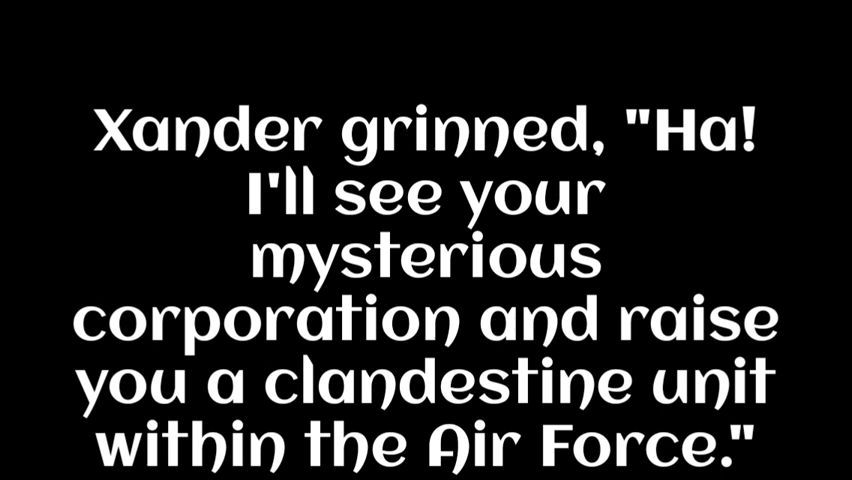 Xander grinned, "Ha!
I'll see your
mysterious
corporation and raise
you a clandestine unit
within the Air Force."